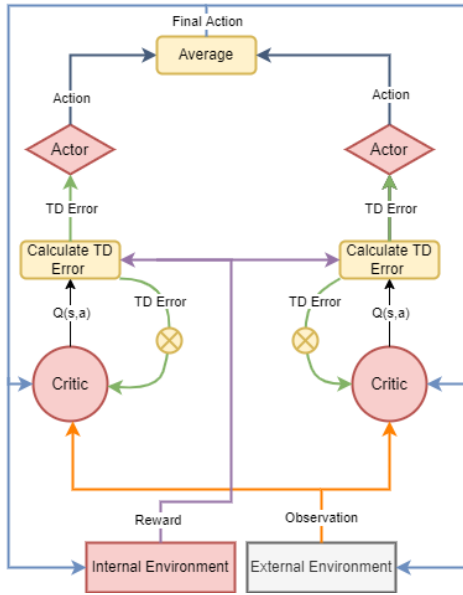 Final Action
Average
Action
Action
Actor
Actor
TD Error
TD Error
Calculate TD
Error
Calculate TD
Error
TD Error
TD Error
Q(s,a)
Q(s,a)
Critic
Critic
Reward
Observation
Internal Environment
External Environment